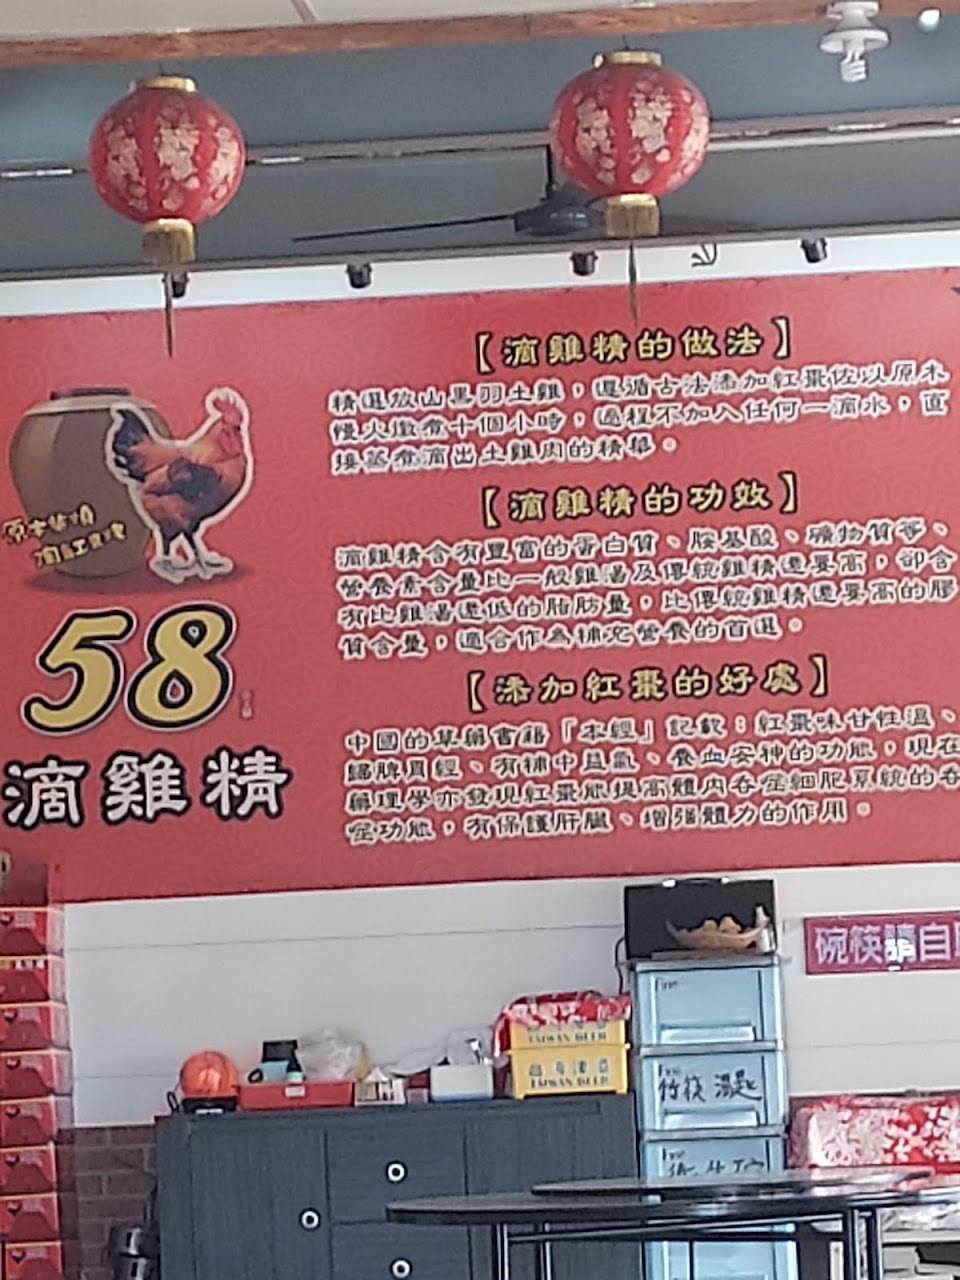 【滴雞精的做法】
精選放山黑羽土雞，遵循古法添加紅棗佐以原木
慢火燉煮十個小時，過程不加入任何一滴水，直
接蒸煮滴出土雞肉的精華。
【滴雞精的功效】
滴雞精含有豐富的蛋白質、胺基酸、礦物質等、
營養素含量比一般雞湯及傳統雞精還要高，卻含
有比雞湯還低的脂肪量，比傳統雞精還要高的膠
質含量，適合作為補充營養的首選。
【添加紅棗的好處】
中國的草藥書籍「本經」記載：紅棗味甘性溫、
歸脾胃經、有補中益氣、養血安神的功能，現在
藥理學亦發現紅棗能提高體內吞筮細胞系統的吞
筮功能，有保護肝臟、增強體力的作用。
58
滴雞精
碗筷請自
TAIWAN BEER
TAIWAN BEER
竹筷 湯匙